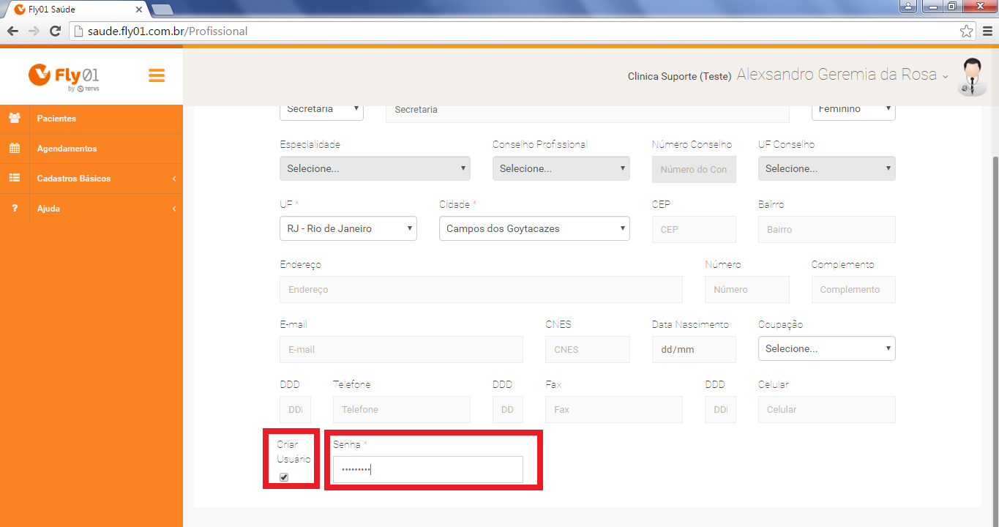 Fly01 Saúde
saude.fly01.com.br/Profissional
Fly01
by TOTVS
Clinica Suporte (Teste) Alexsandro Geremia da Rosa
Pacientes
Agendamentos
Cadastros Básicos
Ajuda
Secretaria Secretaria Feminino
Especialidade Conselho Profissional Número Conselho UF Conselho
Selecione... Selecione... Número do Con Selecione...
UF * Cidade * CEP Bairro
RJ - Rio de Janeiro Campos dos Goytacazes CEP Bairro
Endereço Número Complemento
Endereço Número Complemento
E-mail CNES Data Nascimento Ocupação
E-mail CNES dd/mm Selecione...
DDD Telefone DDD Fax DDD Celular
DDD Telefone DD Fax DDD Celular
Criar Senha *
Usuário
•••••••••